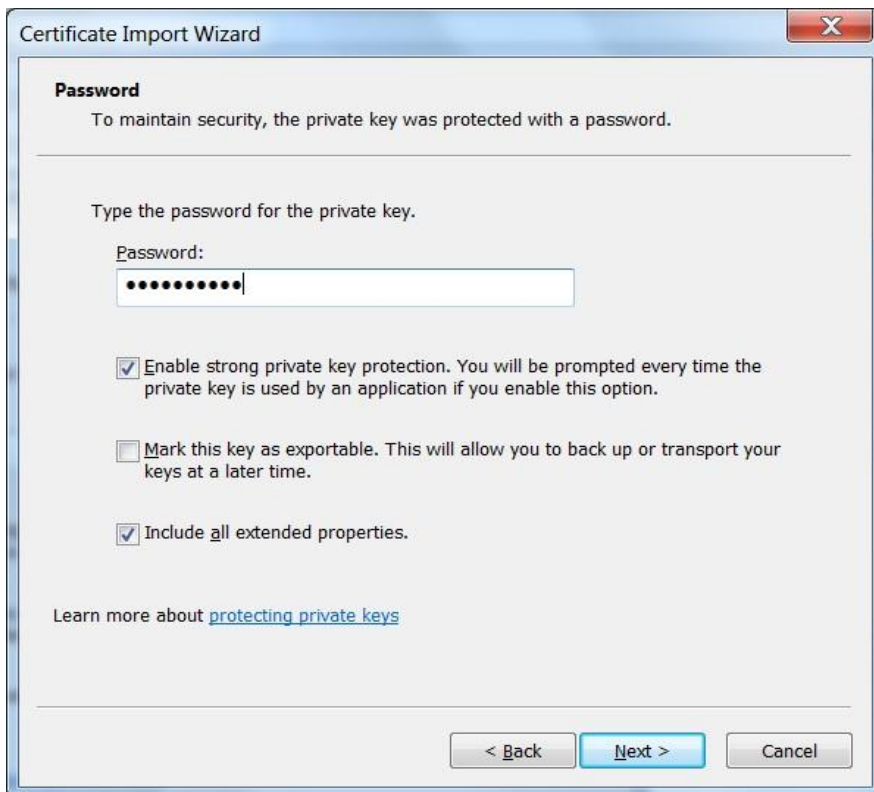 Certificate Import Wizard
Password
To maintain security, the private key was protected with a password.
Type the password for the private key.
Password:
••••••••••
Enable strong private key protection. You will be prompted every time the
private key is used by an application if you enable this option.
Mark this key as exportable. This will allow you to back up or transport your
keys at a later time.
Include all extended properties.
Learn more about protecting private keys
< Back Next > Cancel